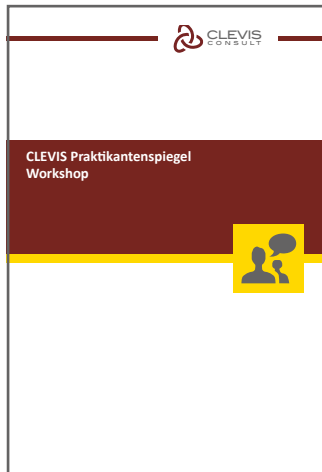 CLEVIS
CONSULT
CLEVIS Praktikantenspiegel
Workshop